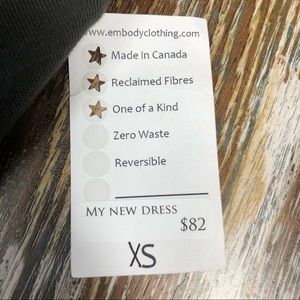 www.embodyclothing.com
Made in Canada
Reclaimed Fibres
One of a Kind
Zero Waste
Reversible
My new dress
$82
XS